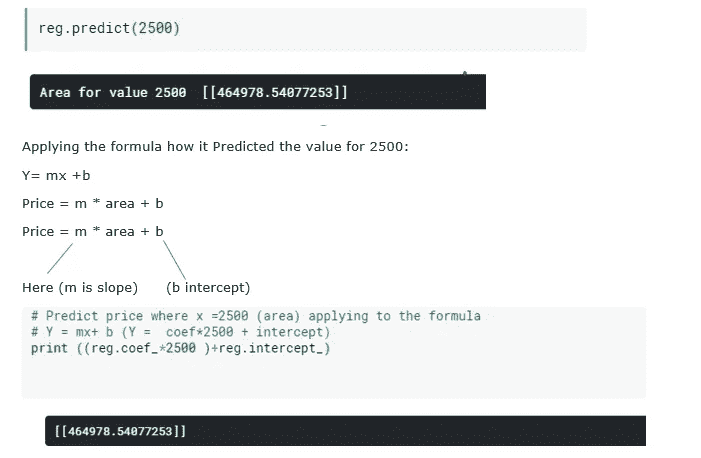 reg.predict(2500)
Area for value 2500 [[464978.54077253]]
Applying the formula how it Predicted the value for 2500:
Y= mx +b
Price = m * area + b
Price = m * area + b
Here (m is slope) (b intercept)
# Predict price where x =2500 (area) applying to the formula
# Y = mx+ b (Y = coef*2500 + intercept)
print ((reg.coef_*2500 )+reg.intercept_)
[[464978.54077253]]